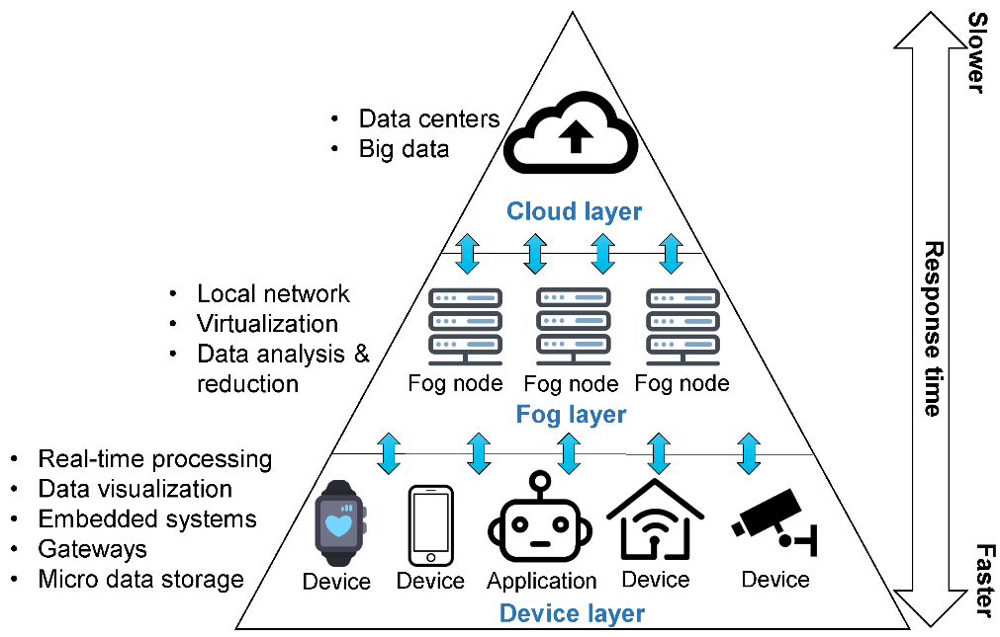 Slower
• Data centers
• Big data
Cloud layer
Response time
• Local network
• Virtualization
• Data analysis &
reduction
Fog node
Fog node
Fog node
Fog layer
• Real-time processing
• Data visualization
• Embedded systems
• Gateways
• Micro data storage
Device
Device
Application
Device
Device
Device layer
Faster